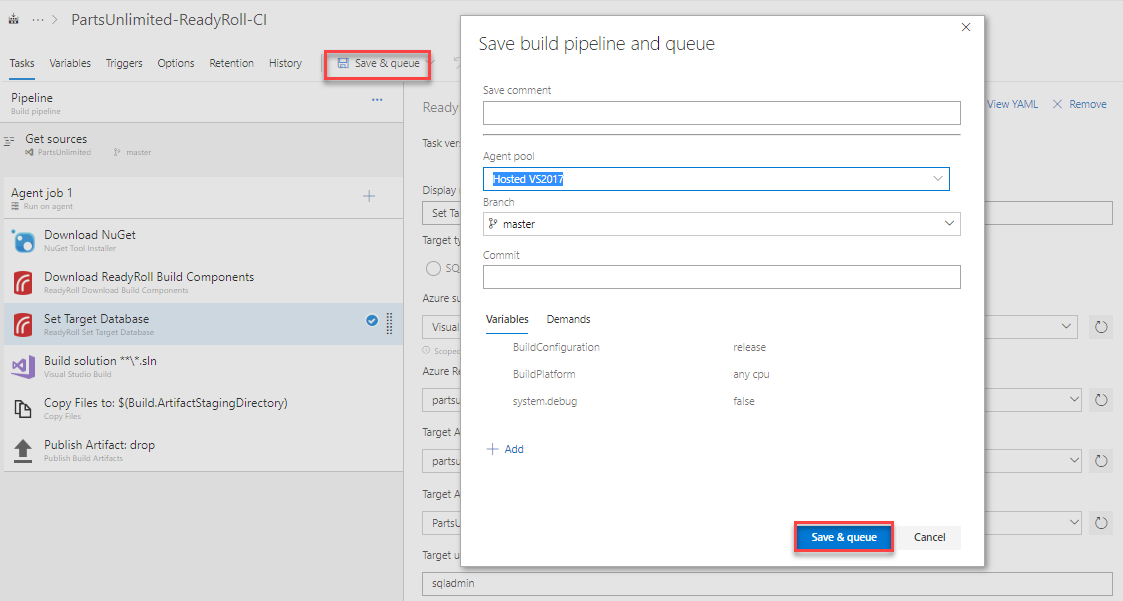 PartsUnlimited-ReadyRoll-CI
Tasks
Variables
Triggers
Options
Retention
History
Save & queue
Pipeline
Build pipeline
Get sources
PartsUnlimited
master
Agent job 1
Run on agent
Download NuGet
NuGet Tool Installer
Download ReadyRoll Build Components
ReadyRoll Download Build Components
Set Target Database
ReadyRoll Set Target Database
Build solution **\*.sln
Visual Studio Build
Copy Files to: $(Build.ArtifactStagingDirectory)
Copy Files
Publish Artifact: drop
Publish Build Artifacts
Ready
View YAML
Remove
Task ver
Display
Set Ta
Target ty
SQ
Azure su
Visual
Scoped
Azure Re
partsu
Target A
partsu
Target A
PartsU
Target u
sqladmin
Save build pipeline and queue
Save comment
Agent pool
Hosted VS2017
Branch
master
Commit
Variables
Demands
BuildConfiguration
release
BuildPlatform
any cpu
system.debug
false
Add
Save & queue
Cancel